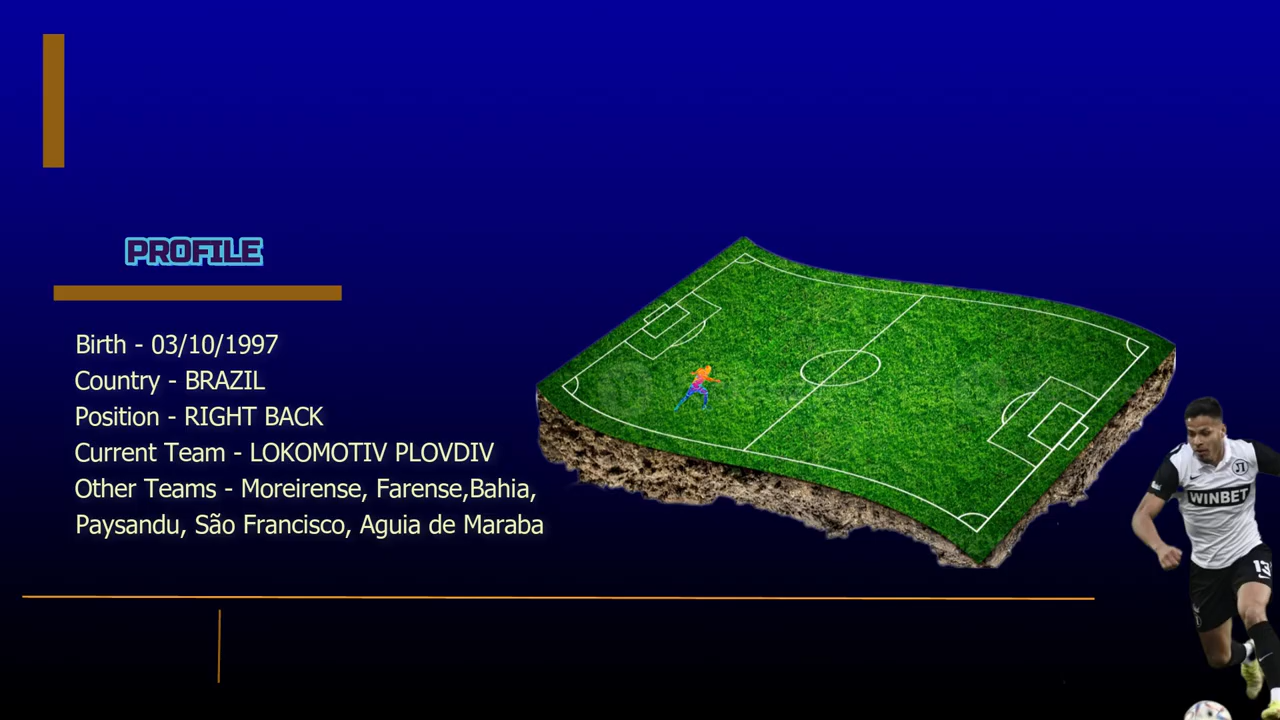 PROFILE
Birth - 03/10/1997
Country - BRAZIL
Position - RIGHT BACK
Current Team - LOKOMOTIV PLOVDIV
Other Teams - Moreirense, Farense,Bahia,
Paysandu, São Francisco, Aguia de Maraba
WINBET
13